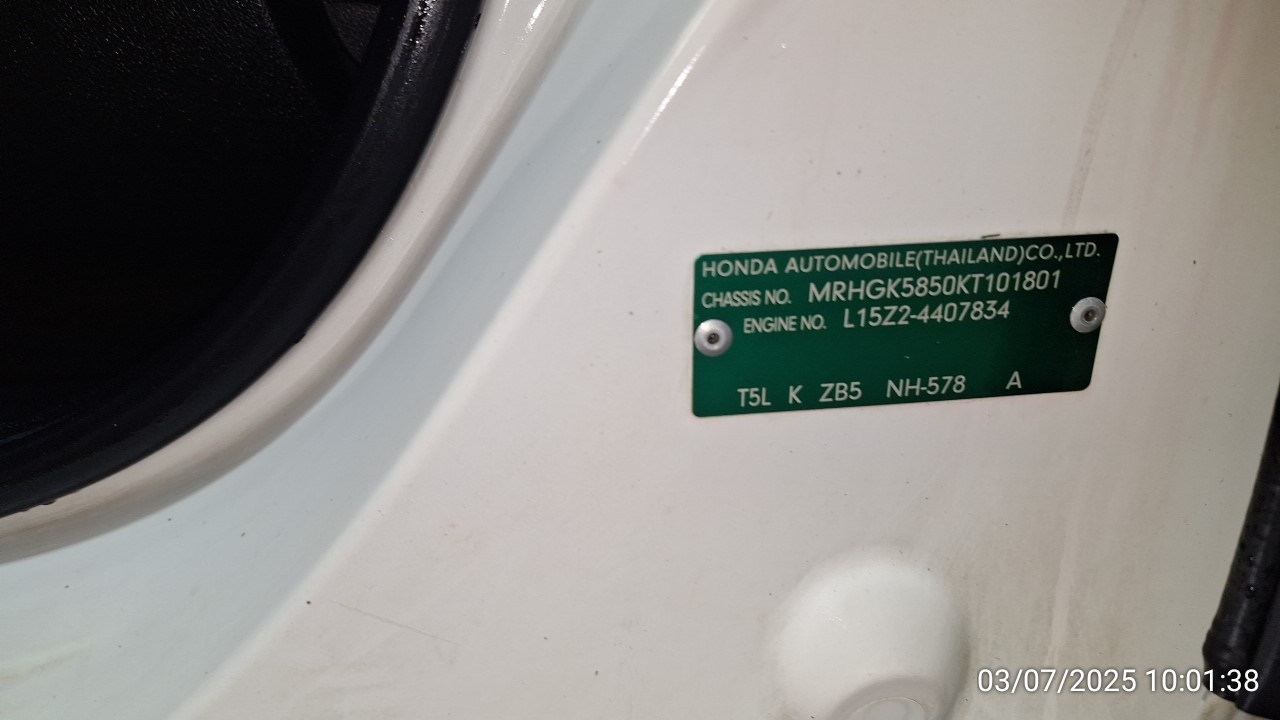 HONDA AUTOMOBILE(THAILAND)CO.,LTD.
CHASSIS NO. MRHGK5850KT101801
ENGINE NO. L15Z2-4407834
T5L K ZB5 NH-578 A
03/07/2025 10:01:38